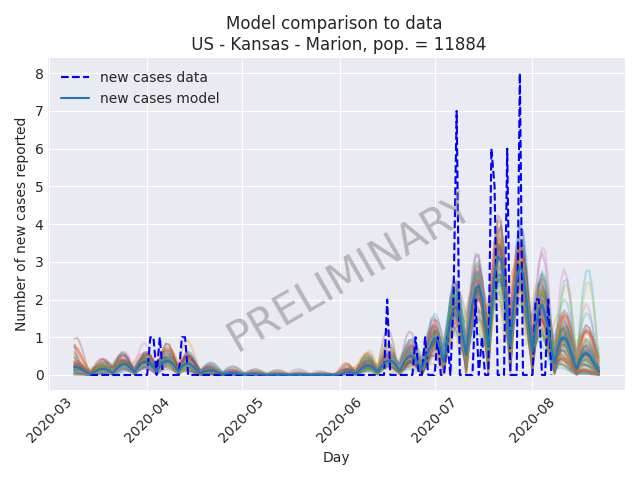 Model comparison to data
US - Kansas - Marion, pop. = 11884
new cases data
new cases model
Number of new cases reported
8
7
6
5
4
3
2
1
0
PRELIMINARY
2020-03
2020-04
2020-05
2020-06
2020-07
2020-08
Day